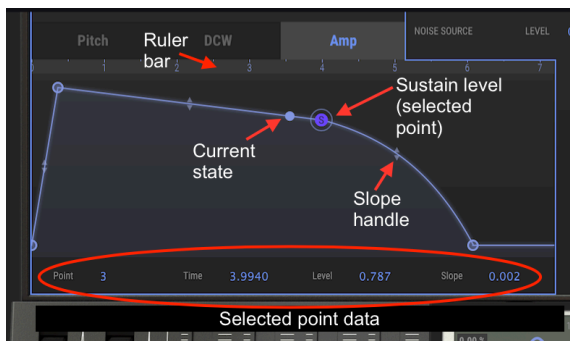 NOISE SOURCE
LEVEL
Pitch
Ruler
bar
DCW
Amp
0 1 2 3 4 5 6 7
Sustain level
(selected
point)
S
Current
state
Slope
handle
Point 3 Time 3.9940 Level 0.787 Slope 0.002
Selected point data